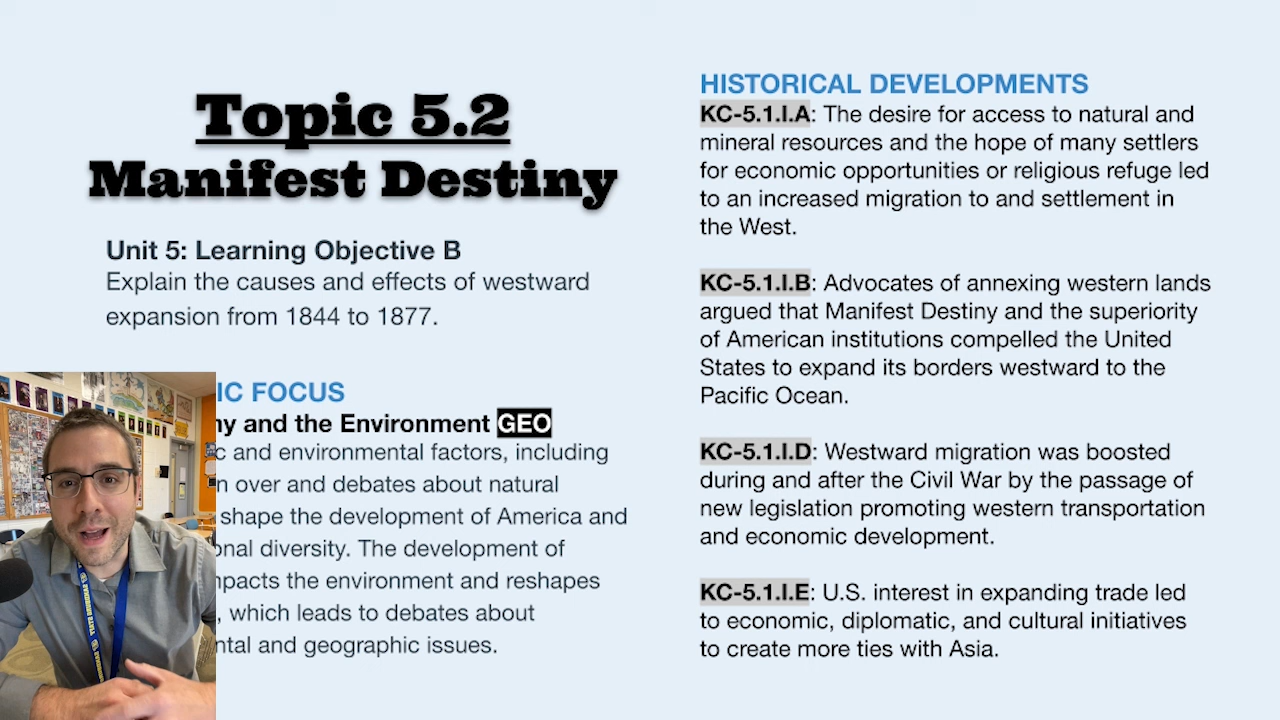 Topic 5.2
Manifest Destiny
Unit 5: Learning Objective B
Explain the causes and effects of westward
expansion from 1844 to 1877.
IC FOCUS
and the Environment GEO
and environmental factors, including
over and debates about natural
shape the development of America and
diversity. The development of
the environment and reshapes
, which leads to debates about
and geographic issues.
HISTORICAL DEVELOPMENTS
KC-5.1.I.A: The desire for access to natural and
mineral resources and the hope of many settlers
for economic opportunities or religious refuge led
to an increased migration to and settlement in
the West.
KC-5.1.I.B: Advocates of annexing western lands
argued that Manifest Destiny and the superiority
of American institutions compelled the United
States to expand its borders westward to the
Pacific Ocean.
KC-5.1.I.D: Westward migration was boosted
during and after the Civil War by the passage of
new legislation promoting western transportation
and economic development.
KC-5.1.I.E: U.S. interest in expanding trade led
to economic, diplomatic, and cultural initiatives
to create more ties with Asia.